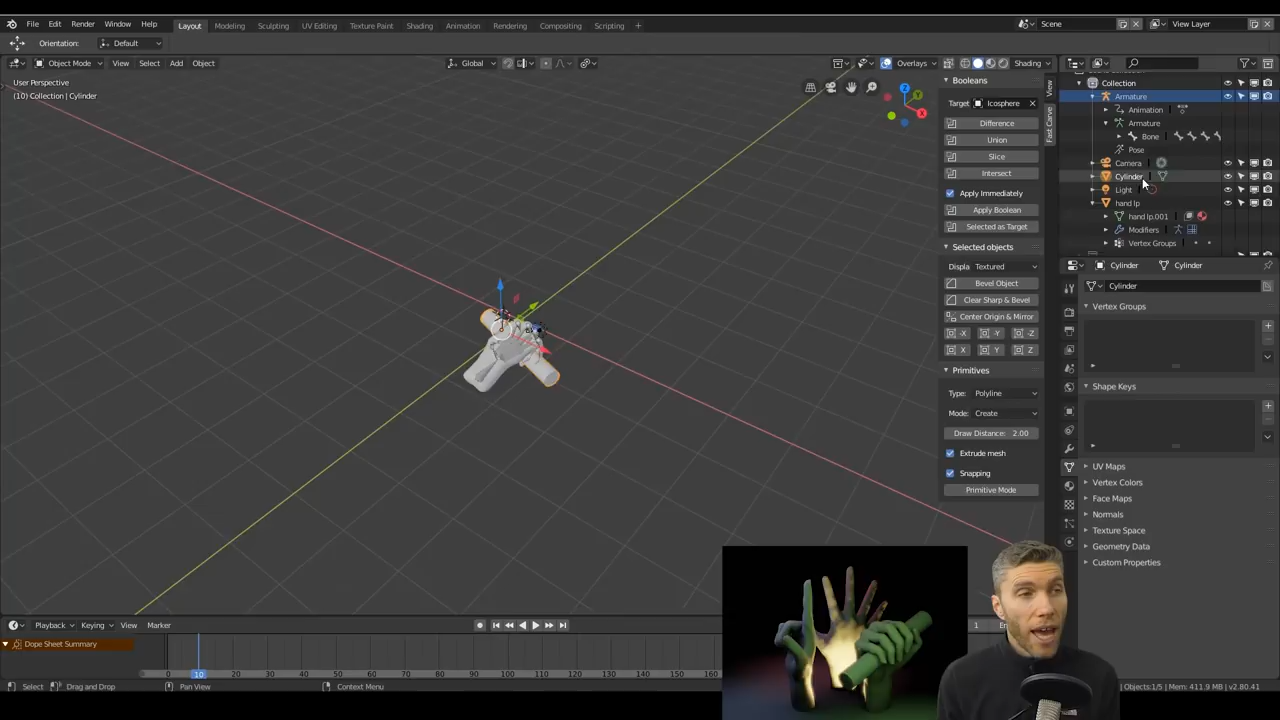 File Edit Render Window Help Layout Modeling Sculpting UV Editing Texture Paint Shading Animation Rendering Compositing Scripting + Scene View Layer
Orientation: Default
Object Mode View Select Add Object Global Overlays Shading
User Perspective
(10) Collection | Cylinder
Z
Y
X
Booleans
Target Icosphere
Difference
Union
Slice
Intersect
Apply Immediately
Apply Boolean
Selected as Target
Selected objects
Displa Textured
Bevel Object
Clear Sharp & Bevel
Center Origin & Mirror
-X -Y -Z
X Y Z
Primitives
Type: Polyline
Mode: Create
Draw Distance: 2.00
Extrude mesh
Snapping
Primitive Mode
View
Fast Carve
Collection
Armature
Animation
Armature
Bone
Pose
Camera
Cylinder
Light
hand lp
hand lp.001
Modifiers
Vertex Groups
Cylinder Cylinder
Cylinder
Vertex Groups
Shape Keys
UV Maps
Vertex Colors
Face Maps
Normals
Texture Space
Geometry Data
Custom Properties
Playback Keying View Marker 1
Dope Sheet Summary
0 10 20 30 40 50 60 70 80 90 100 110 120 130 140 150 160
Select Drag and Drop Pan View Context Menu | Objects:1/5 | Mem: 411.9 MB | v2.80.41